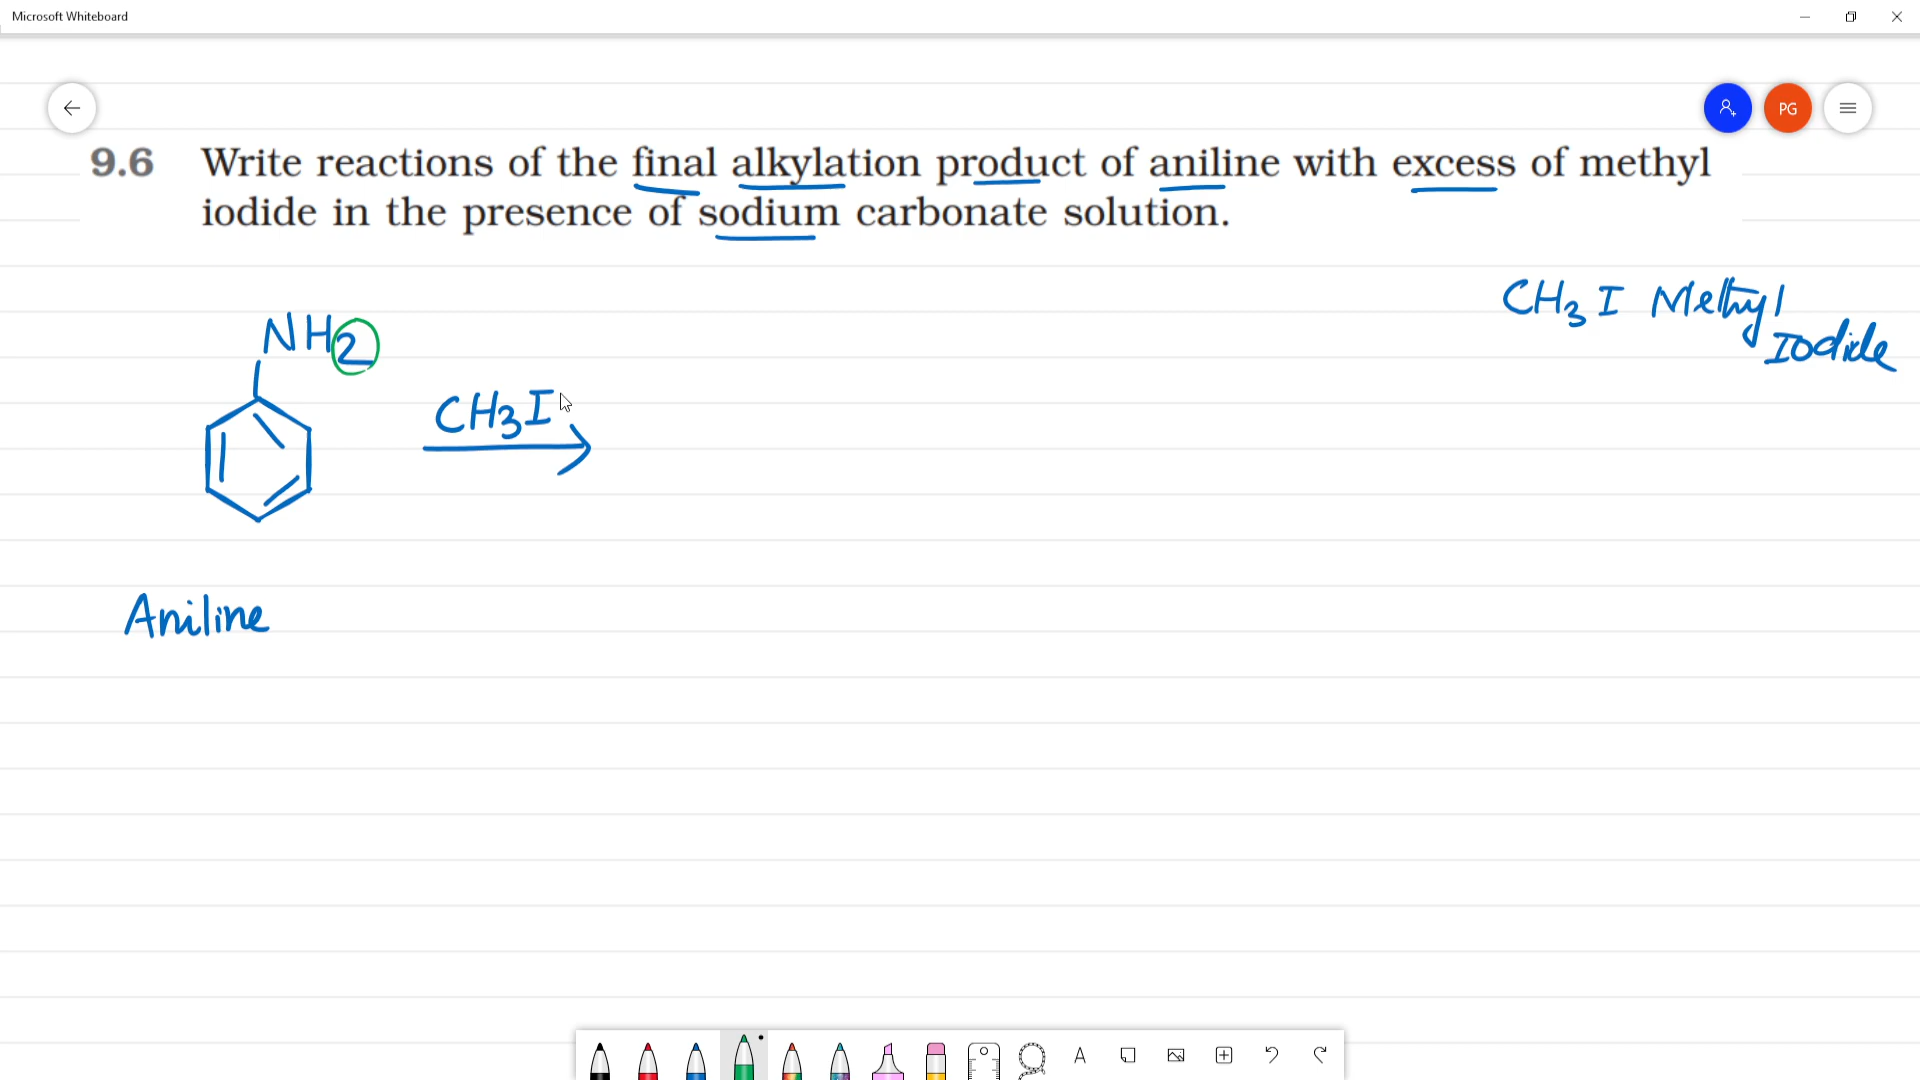 Microsoft Whiteboard
PG
9.6 Write reactions of the final alkylation product of aniline with excess of methyl
iodide in the presence of sodium carbonate solution.
CH3I Methyl
Iodide
NH2
CH3I
Aniline
A